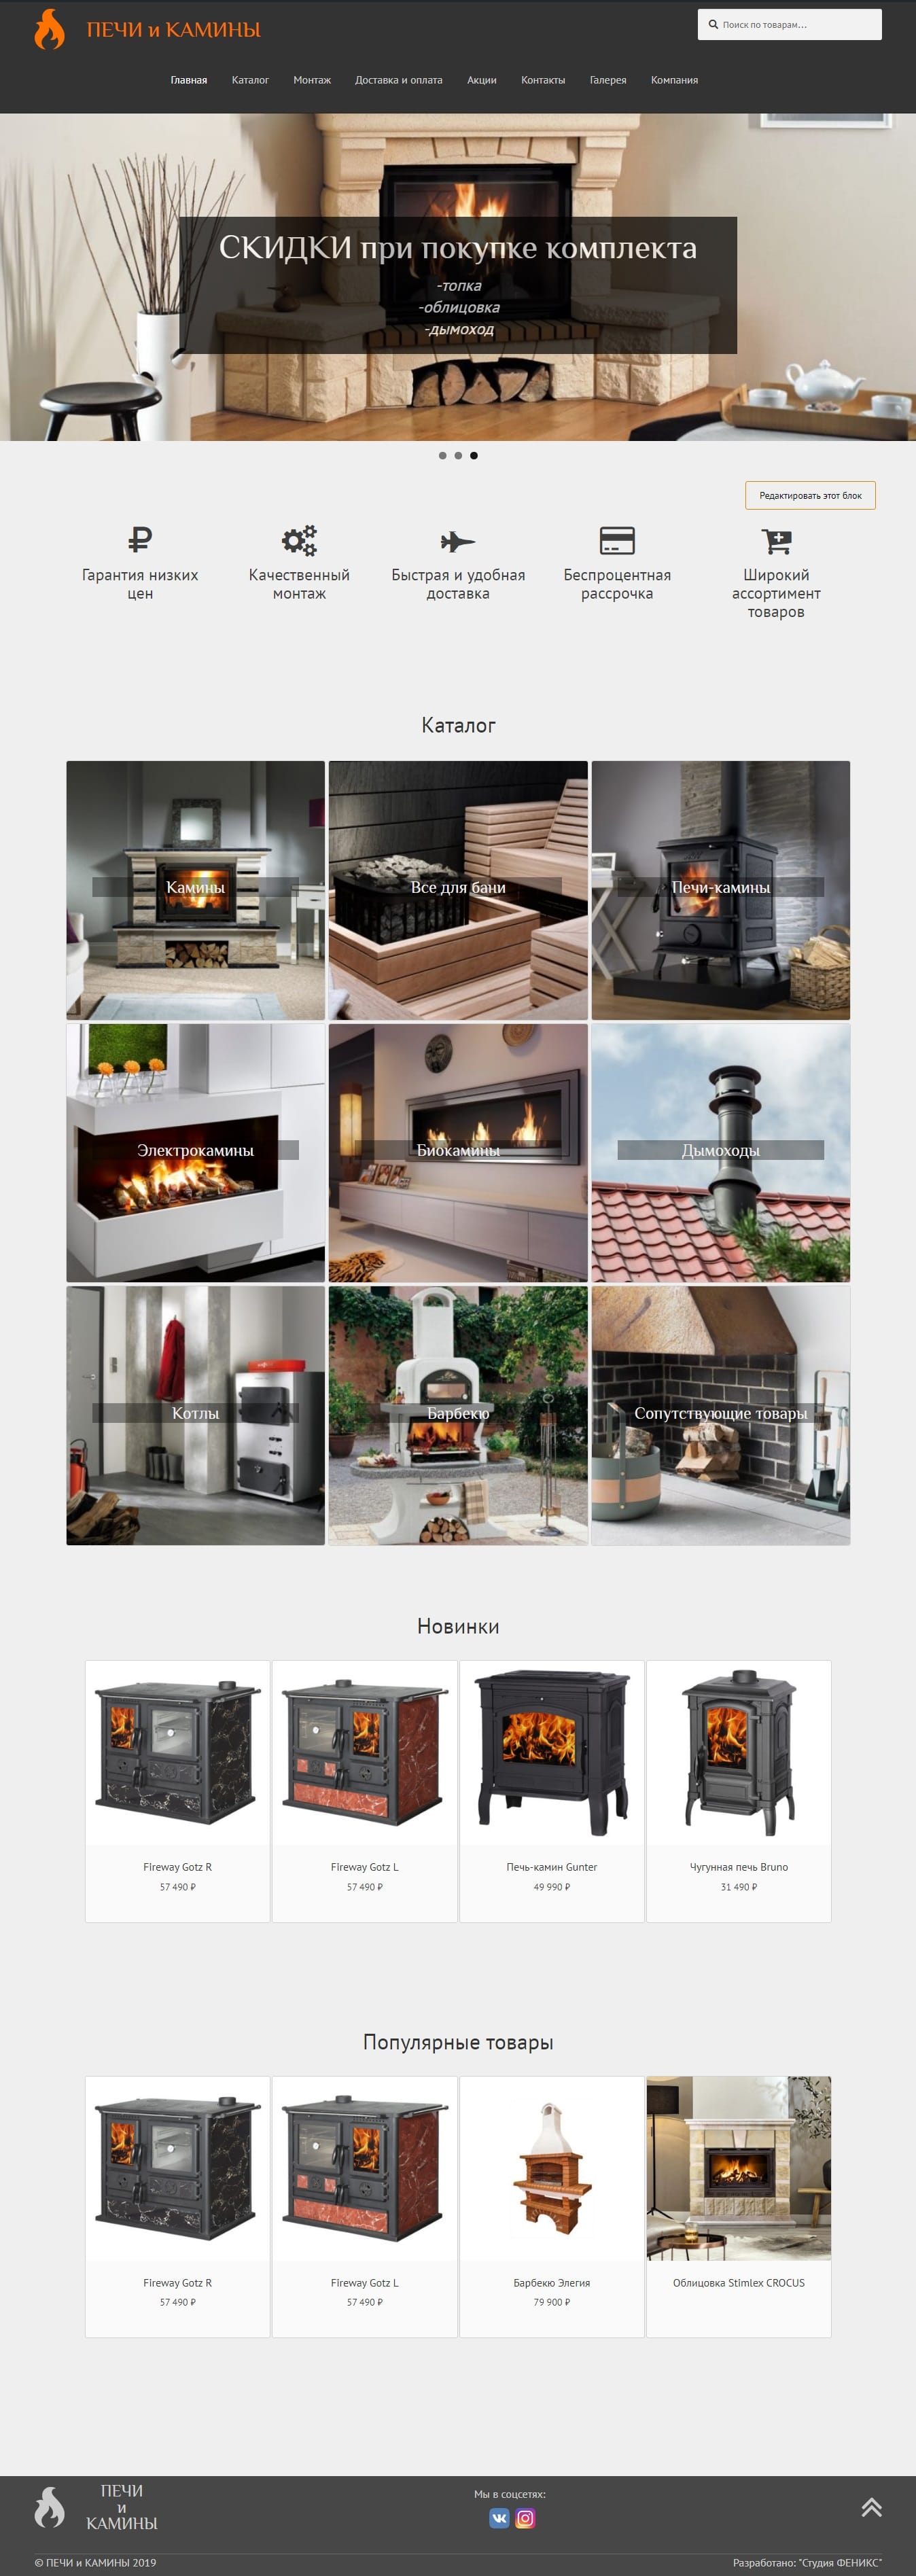 ПЕЧИ и КАМИНЫ
Поиск по товарам…
Главная Каталог Монтаж Доставка и оплата Акции Контакты Галерея Компания
СКИДКИ при покупке комплекта
-топка
-облицовка
-дымоход
Редактировать этот блок
Гарантия низких
цен
Качественный
монтаж
Быстрая и удобная
доставка
Беспроцентная
рассрочка
Широкий
ассортимент
товаров
Каталог
Камины
Все для бани
Печи-камины
Электрокамины
Биокамины
Дымоходы
Котлы
Барбекю
Сопутствующие товары
Новинки
Fireway Gotz R
57 490 ₽
Fireway Gotz L
57 490 ₽
Печь-камин Gunter
49 990 ₽
Чугунная печь Bruno
31 490 ₽
Популярные товары
Fireway Gotz R
57 490 ₽
Fireway Gotz L
57 490 ₽
Барбекю Элегия
79 900 ₽
Облицовка Stimlex CROCUS
ПЕЧИ
и
КАМИНЫ
Мы в соцсетях:
© ПЕЧИ и КАМИНЫ 2019
Разработано: "Студия ФЕНИКС"